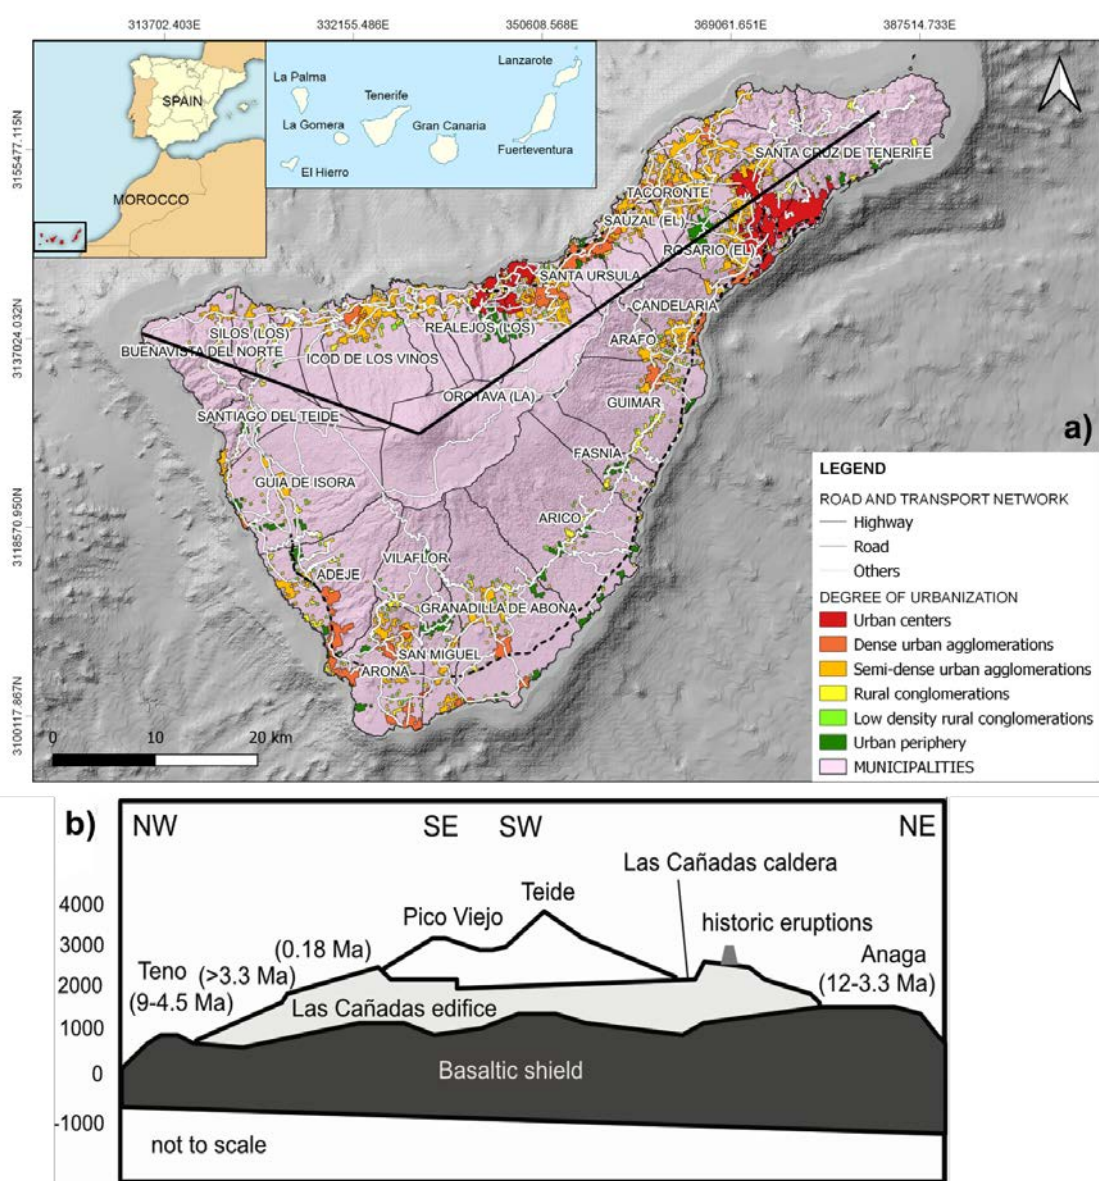 313702.403E
332155.486E
350608.568E
369061.651E
387514.733E
3155477.115N
3137024.032N
3118570.950N
3100117.867N
SPAIN
MOROCCO
La Palma
Lanzarote
Tenerife
La Gomera
Gran Canaria
Fuerteventura
El Hierro
SANTA CRUZ DE TENERIFE
TACORONTE
SAUZAL (EL)
ROSARIO (EL)
SANTA URSULA
CANDELARIA
SILOS (LOS)
REALEJOS (LOS)
ARAFO
BUENAVISTA DEL NORTE
ICOD DE LOS VINOS
OROTAVA (LA)
GUIMAR
SANTIAGO DEL TEIDE
FASNIA
GUIA DE ISORA
ARICO
VILAFLOR
ADEJE
GRANADILLA DE ABONA
SAN MIGUEL
ARONA
0 10 20 km
a)
LEGEND
ROAD AND TRANSPORT NETWORK
Highway
Road
Others
DEGREE OF URBANIZATION
Urban centers
Dense urban agglomerations
Semi-dense urban agglomerations
Rural conglomerations
Low density rural conglomerations
Urban periphery
MUNICIPALITIES
b)
NW SE SW NE
4000
3000
2000
1000
0
-1000
Las Cañadas caldera
Teide
Pico Viejo
historic eruptions
(0.18 Ma)
Anaga
(12-3.3 Ma)
Teno
(>3.3 Ma)
(9-4.5 Ma)
Las Cañadas edifice
Basaltic shield
not to scale